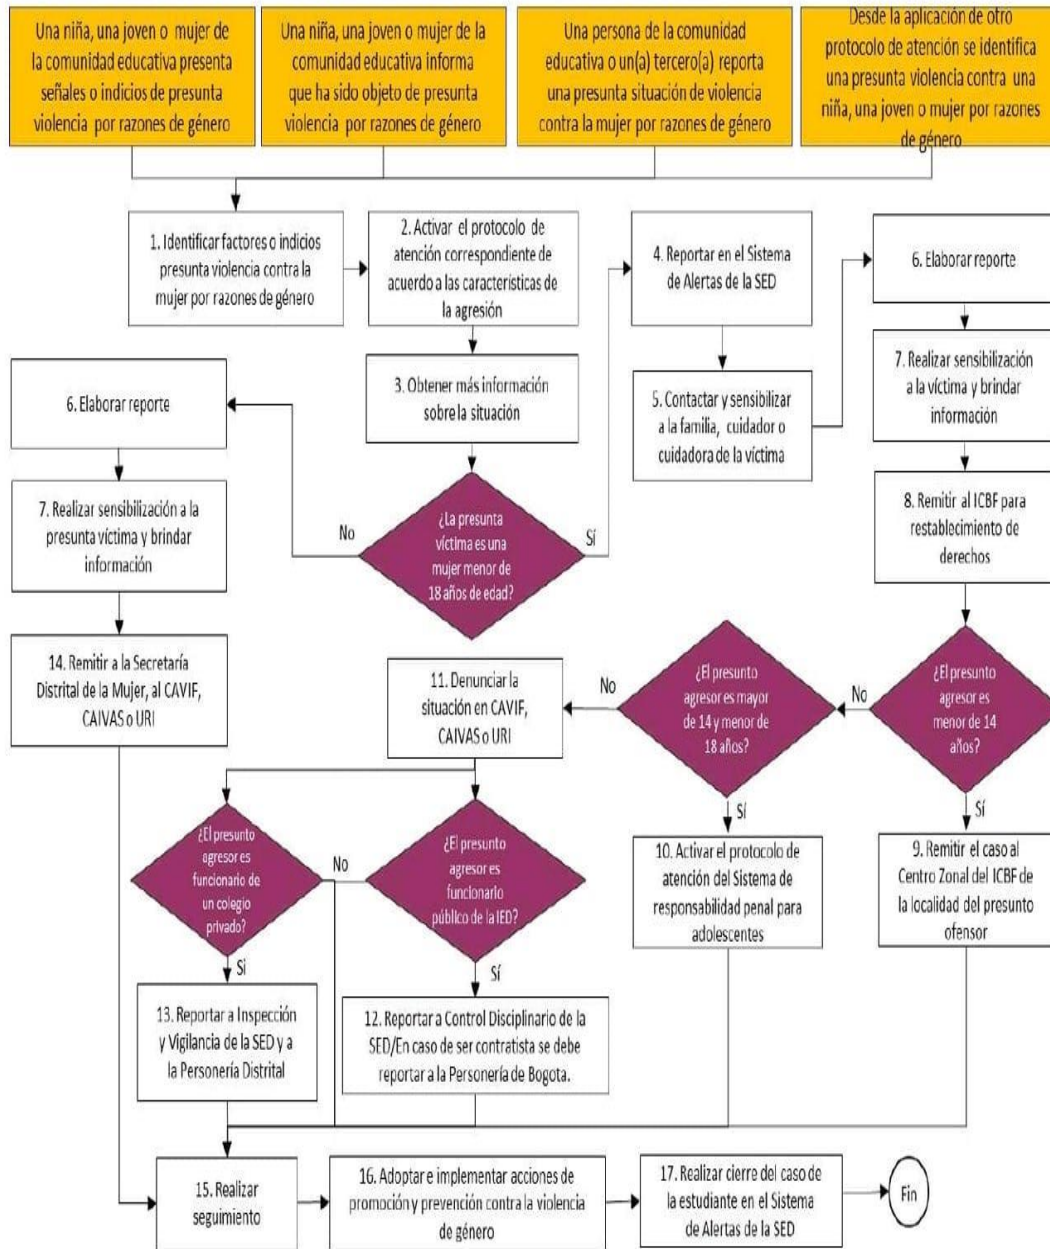 Una niña, una joven o mujer de
la comunidad educativa presenta
señales o indicios de presunta
violencia por razones de género
Una niña, una joven o mujer de la
comunidad educativa informa
que ha sido objeto de presunta
violencia por razones de género
Una persona de la comunidad
educativa o un(a) tercero(a) reporta
una presunta situación de violencia
contra la mujer por razones de género
Desde la aplicación de otro
protocolo de atención se identifica
una presunta violencia contra una
niña, una joven o mujer por razones
de género
1. Identificar factores o indicios
presunta violencia contra la
mujer por razones de género
2. Activar el protocolo de
atención correspondiente de
acuerdo a las características de
la agresión
4. Reportar en el Sistema
de Alertas de la SED
6. Elaborar reporte
3. Obtener más información
sobre la situación
5. Contactar y sensibilizar
a la familia, cuidador o
cuidadora de la víctima
7. Realizar sensibilización
a la víctima y brindar
información
6. Elaborar reporte
No
¿La presunta
víctima es una
mujer menor de
18 años de edad?
Sí
7. Realizar sensibilización a la
presunta víctima y brindar
información
8. Remitir al ICBF para
restablecimiento de
derechos
14. Remitir a la Secretaría
Distrital de la Mujer, al CAVIF,
CAIVAS o URI
11. Denunciar la
situación en CAVIF,
CAIVAS o URI
No
¿El presunto
agresor es mayor
de 14 y menor de
18 años?
No
¿El presunto
agresor es
menor de 14
años?
Sí
Sí
¿El presunto
agresor es
funcionario de
un colegio
privado?
No
¿El presunto
agresor es
funcionario
público de la IED?
10. Activar el protocolo de
atención del Sistema de
responsabilidad penal para
adolescentes
9. Remitir el caso al
Centro Zonal del ICBF de
la localidad del presunto
ofensor
Sí
Sí
13. Reportar a Inspección
y Vigilancia de la SED y a
la Personería Distrital
12. Reportar a Control Disciplinario de la
SED/En caso de ser contratista se debe
reportar a la Personería de Bogota.
15. Realizar
seguimiento
16. Adoptar e implementar acciones de
promoción y prevención contra la violencia
de género
17. Realizar cierre del caso de
la estudiante en el Sistema
de Alertas de la SED
Fin